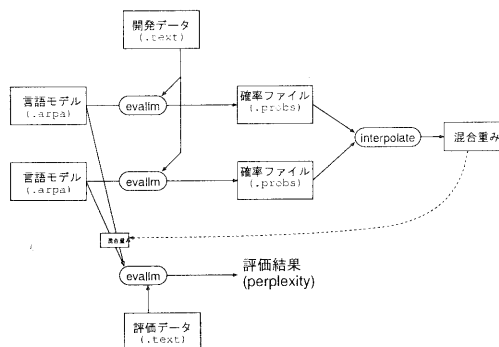 開発データ
(.text)
言語モデル
(.arpa)
evallm
確率ファイル
(.probs)
interpolate
混合重み
言語モデル
(.arpa)
evallm
確率ファイル
(.probs)
混合重み
evallm
評価結果
(perplexity)
評価データ
(.text)